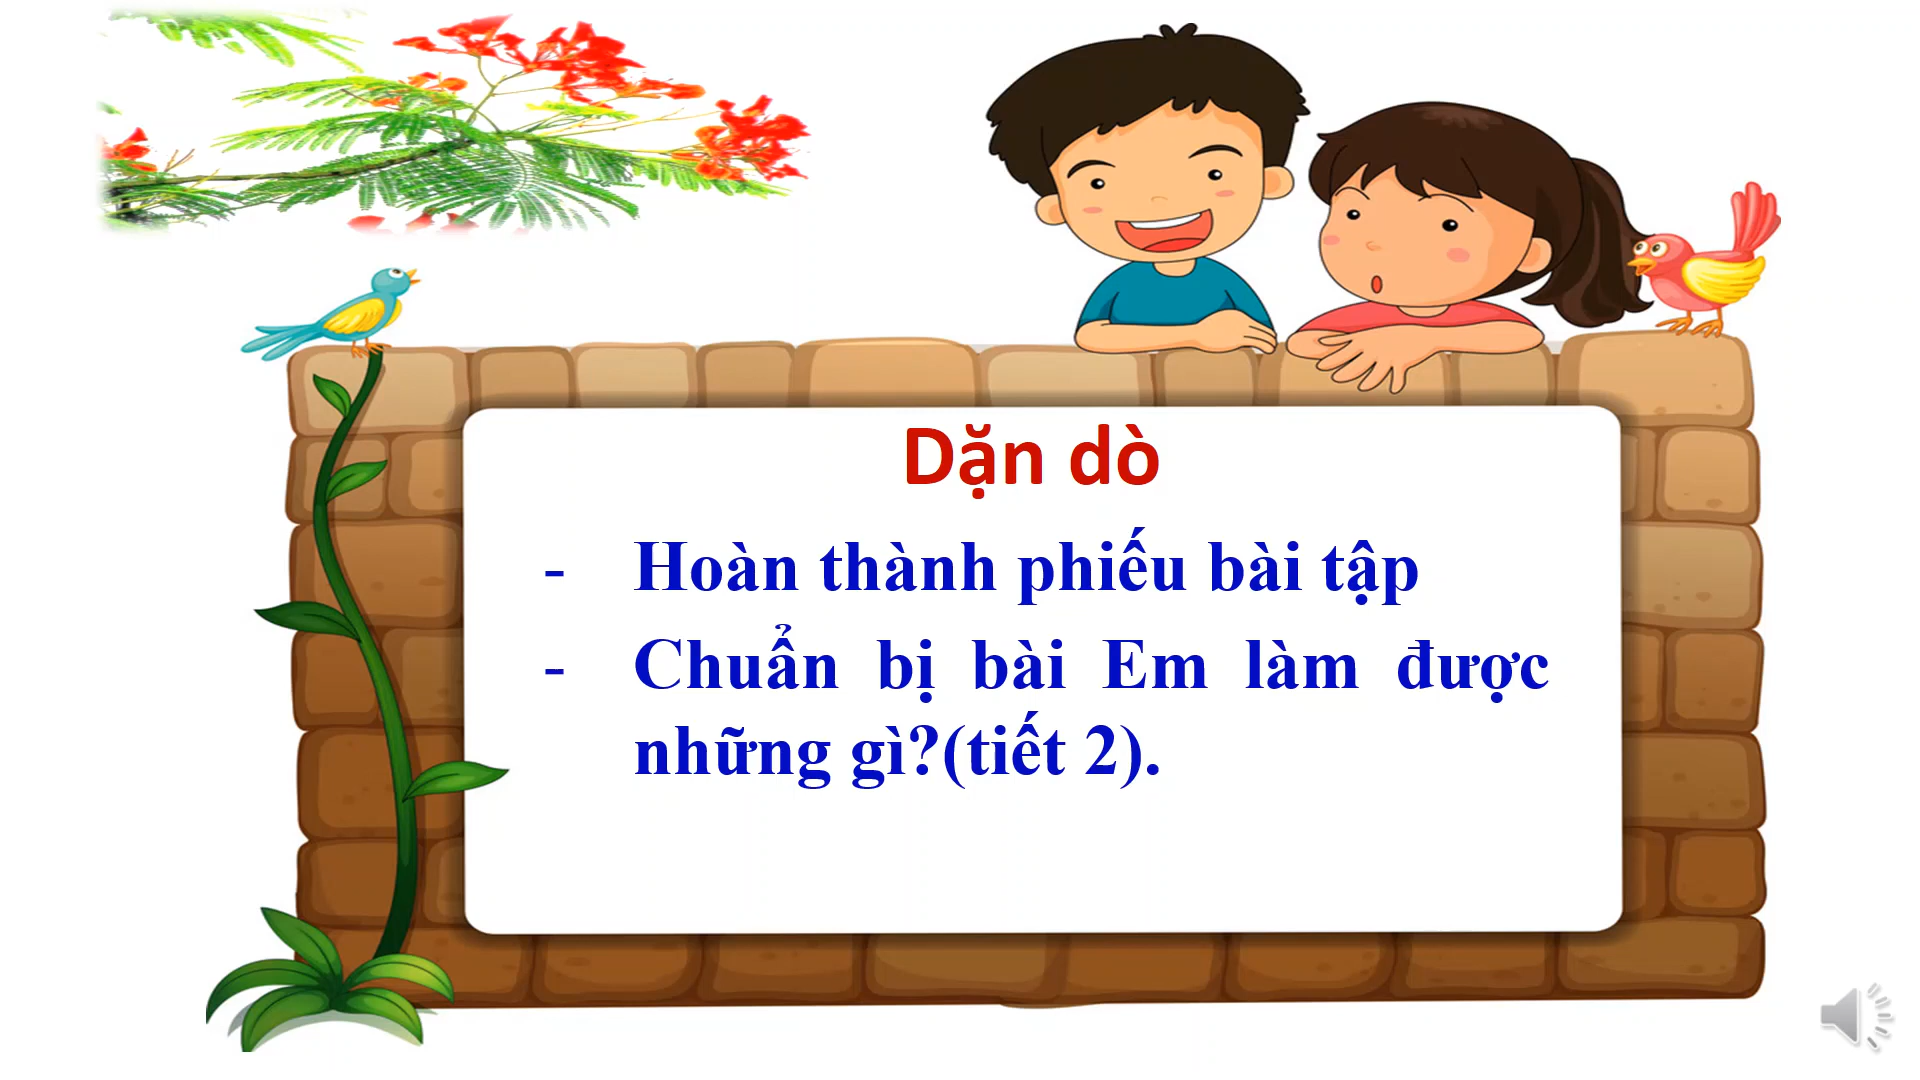 Dặn dò
- Hoàn thành phiếu bài tập
- Chuẩn bị bài Em làm được
những gì?(tiết 2).